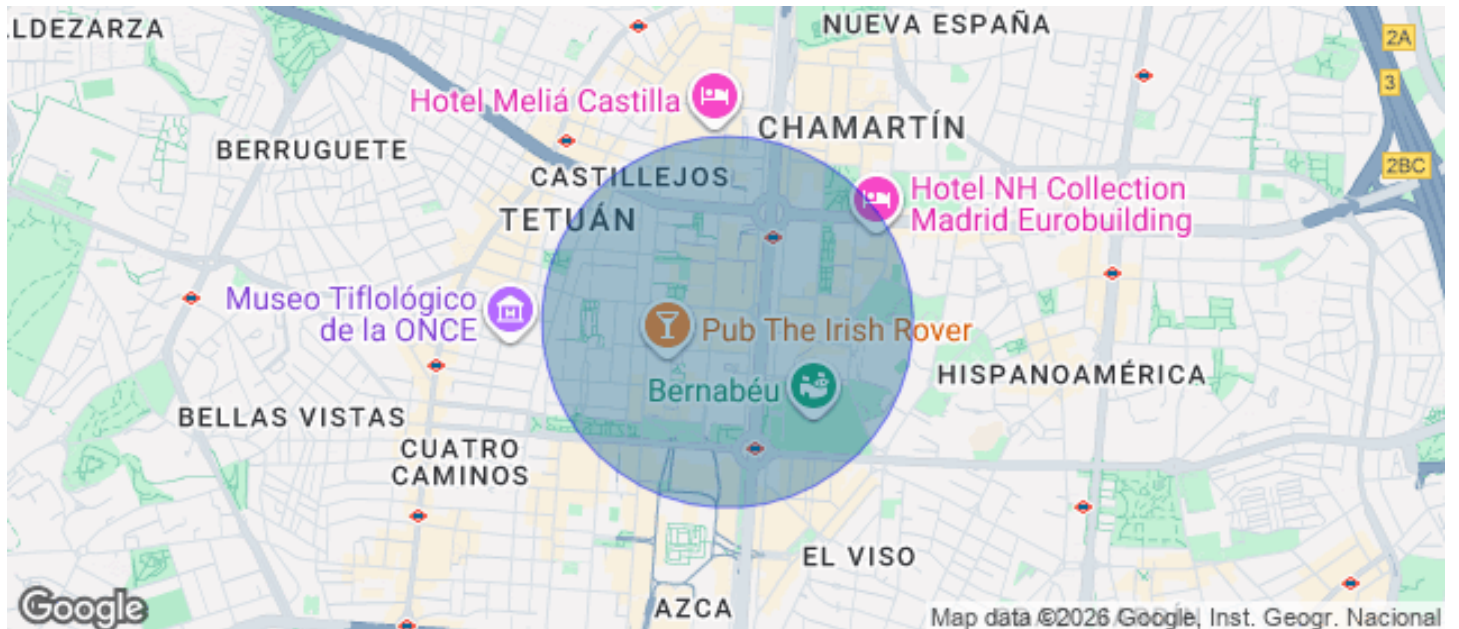 LDEZARZA
NUEVA ESPAÑA
2A
3
Hotel Meliá Castilla
CHAMARTÍN
BERRUGUETE
2BC
CASTILLEJOS
Hotel NH Collection
Madrid Eurobuilding
TETUÁN
Museo Tiflológico
de la ONCE
Pub The Irish Rover
Bernabéu
HISPANOAMÉRICA
BELLAS VISTAS
CUATRO
CAMINOS
EL VISO
AZCA
Google
Map data ©2026 Google, Inst. Geogr. Nacional